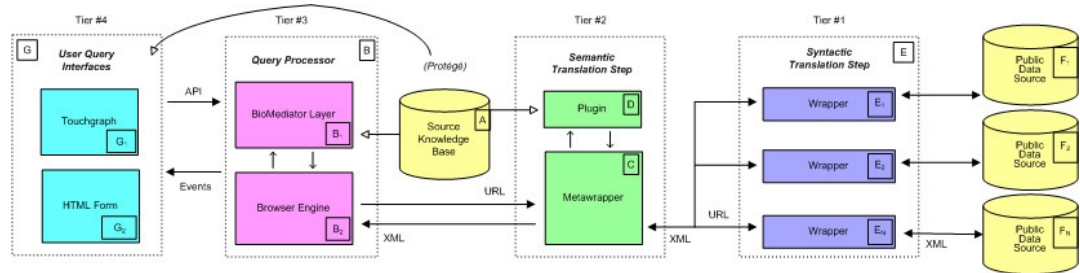 Tier #4
Tier #3
Tier #2
Tier #1
G
User Query
Interfaces
Touchgraph
G1
HTML Form
G2
API
Events
B
Query Processor
BioMediator Layer
B1
Browser Engine
B2
(Protégé)
A
Source
Knowledge
Base
URL
XML
Semantic
Translation Step
D
Plugin
C
Metawrapper
XML
URL
E
Syntactic
Translation Step
Wrapper
E1
Wrapper
E2
Wrapper
EN
XML
F1
Public
Data
Source
F2
Public
Data
Source
FN
Public
Data
Source